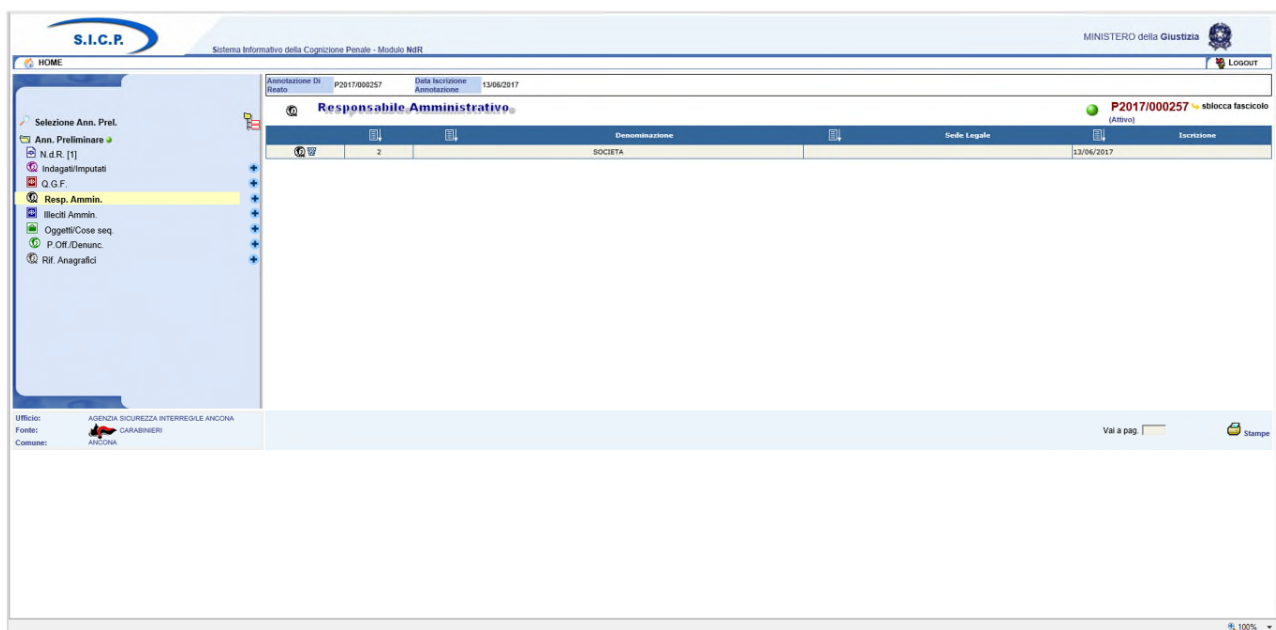 S.I.C.P.
Sistema Informativo della Cognizione Penale - Modulo NdR
MINISTERO della Giustizia
HOME
LOGOUT
Annotazione Di Reato P2017/000257 Data Iscrizione Annotazione 13/06/2017
Responsabile Amministrativo
P2017/000257 sblocca fascicolo
(Attivo)
Denominazione Sede Legale Iscrizione
2 SOCIETA 13/06/2017
Selezione Ann. Prel.
Ann. Preliminare
N.d.R. [1]
Indagati/Imputati
Q.G.F.
Resp. Ammin.
Illeciti Ammin.
Oggetti/Cose seq.
P.Off./Denunc.
Rif. Anagrafici
Ufficio: AGENZIA SICUREZZA INTERREG/LE ANCONA
Fonte: CARABINIERI
Comune: ANCONA
Vai a pag.
Stampe
100%